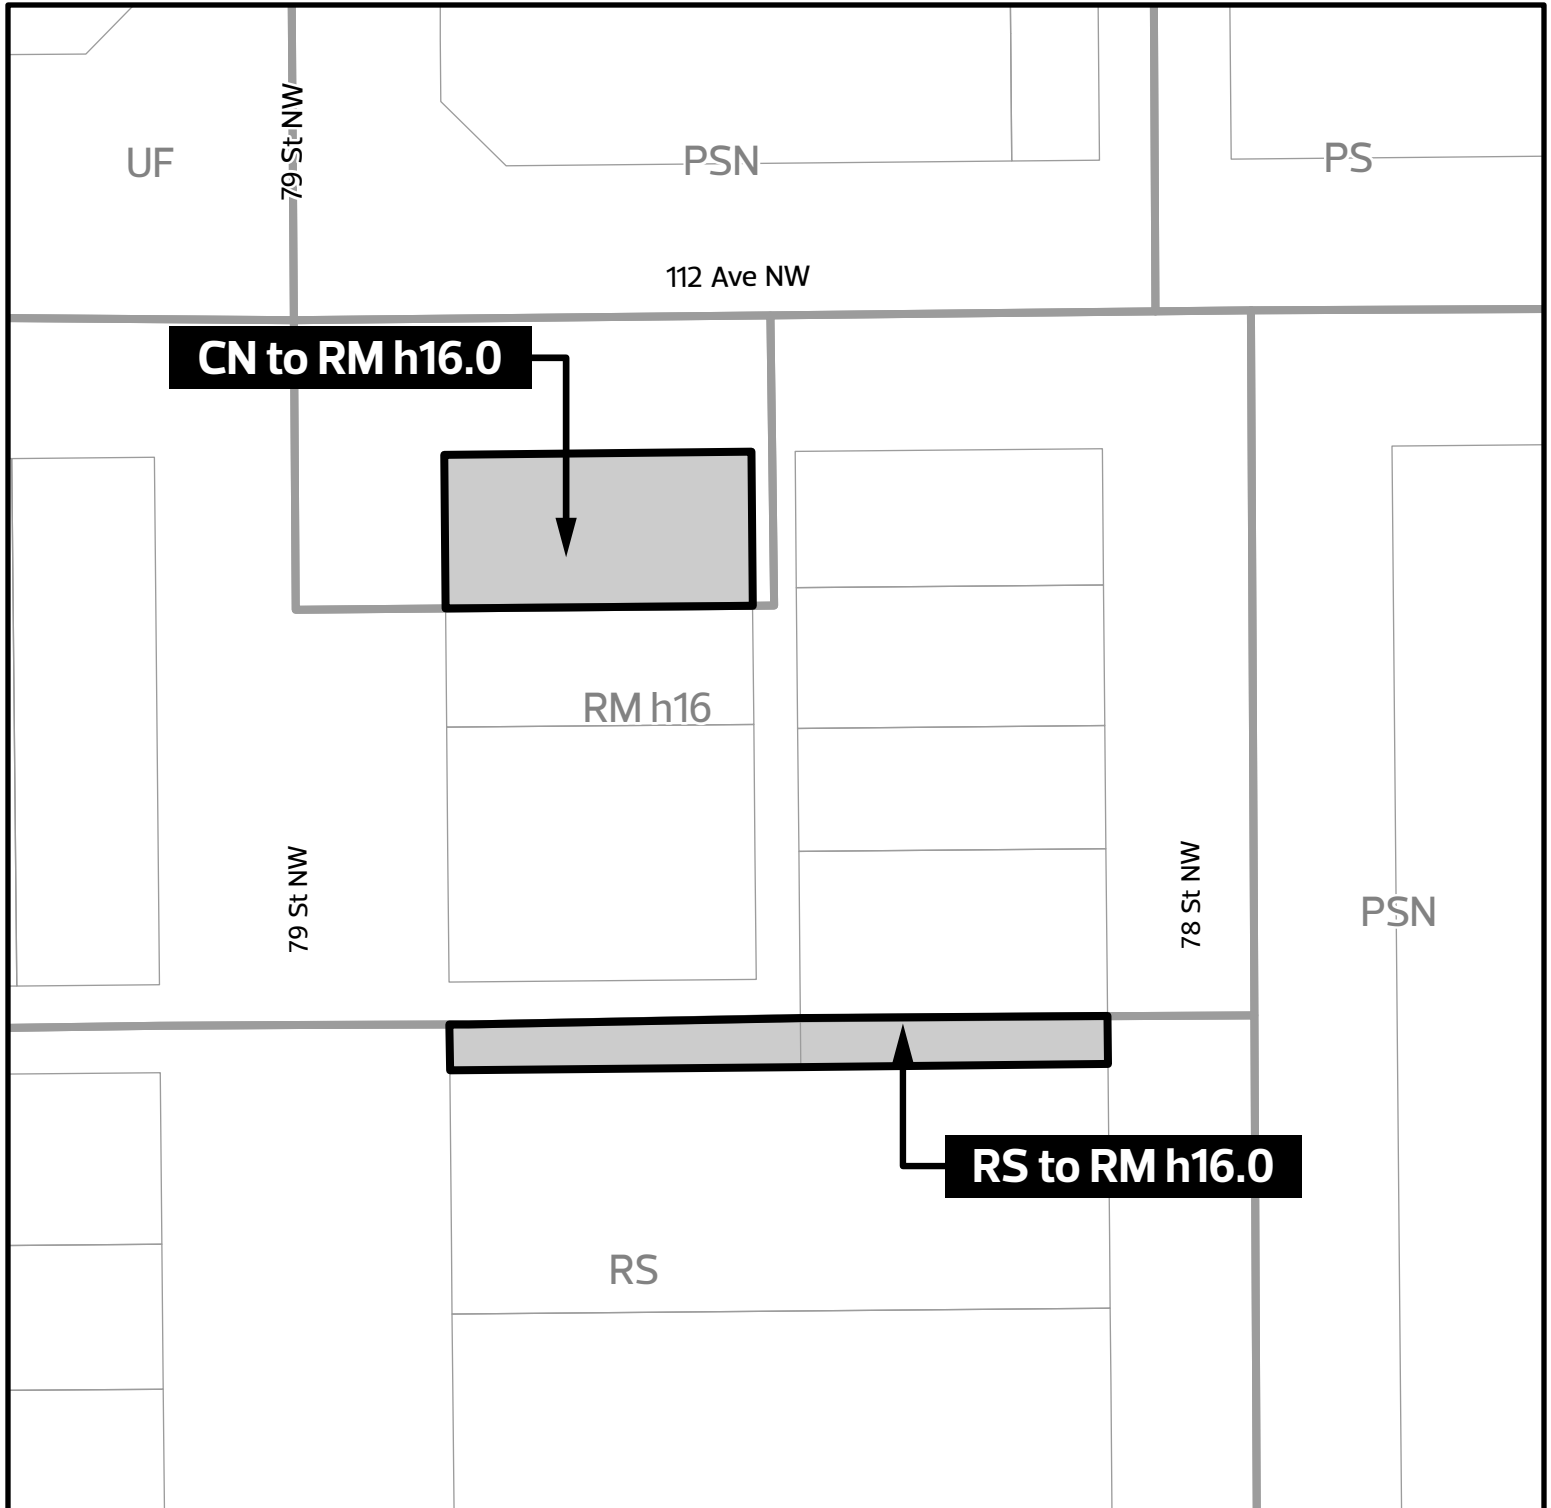 79 St NW
UF
PSN
PS
112 Ave NW
CN to RM h16.0
RM h16
79 St NW
78 St NW
PSN
RS to RM h16.0
RS